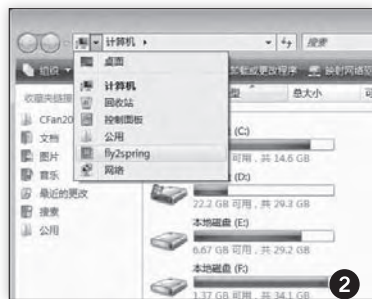 计算机
搜索
组织
卸载或更改程序 映射网络驱
桌面
计算机
回收站
控制面板
公用
fly2spring
网络
收藏夹链接
CFan20
文档
图片
音乐
最近的更改
搜索
公用
型 总大小 可
(C:)
可用，共 14.6 GB
(D:)
22.2 GB 可用，共 29.3 GB
本地磁盘 (E:)
6.67 GB 可用，共 29.2 GB
本地磁盘 (F:)
1.37 GB 可用，共 34.1 GB
2